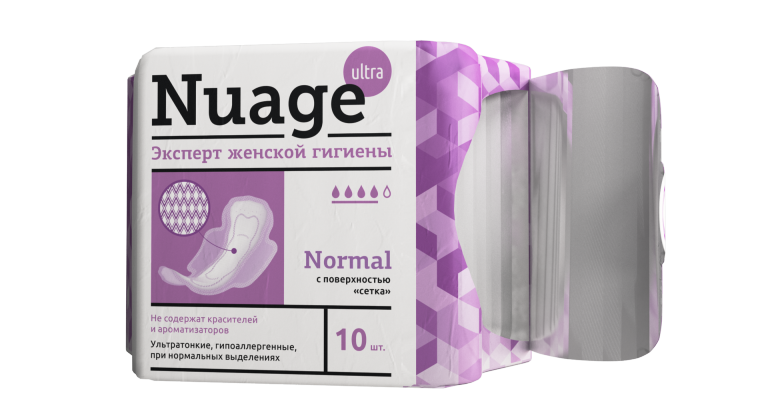 ultra
Nuage
Эксперт женской гигиены
Normal
с поверхностью
«сетка»
Не содержат красителей
и ароматизаторов
Ультратонкие, гипоаллергенные,
при нормальных выделениях
10 шт.